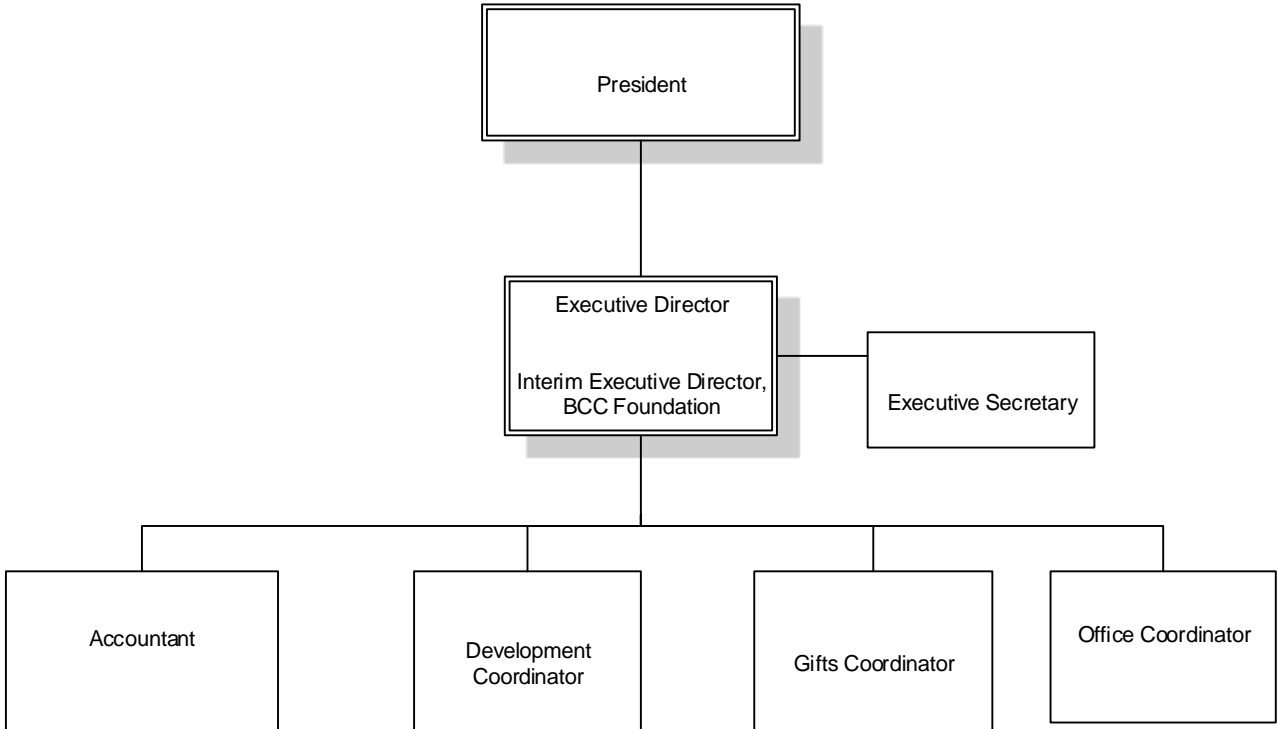 President
Executive Director
Interim Executive Director,
BCC Foundation
Executive Secretary
Accountant
Development
Coordinator
Gifts Coordinator
Office Coordinator